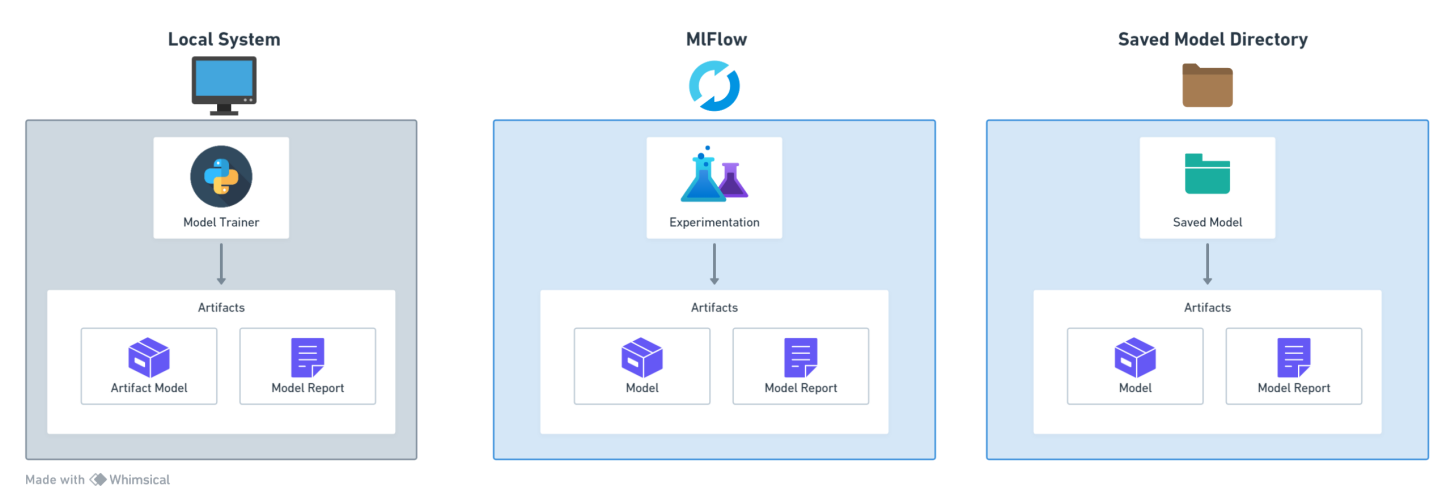 Local System
MlFlow
Saved Model Directory
Model Trainer
Experimentation
Saved Model
Artifacts
Artifacts
Artifacts
Artifact Model
Model Report
Model
Model Report
Model
Model Report
Made with Whimsical